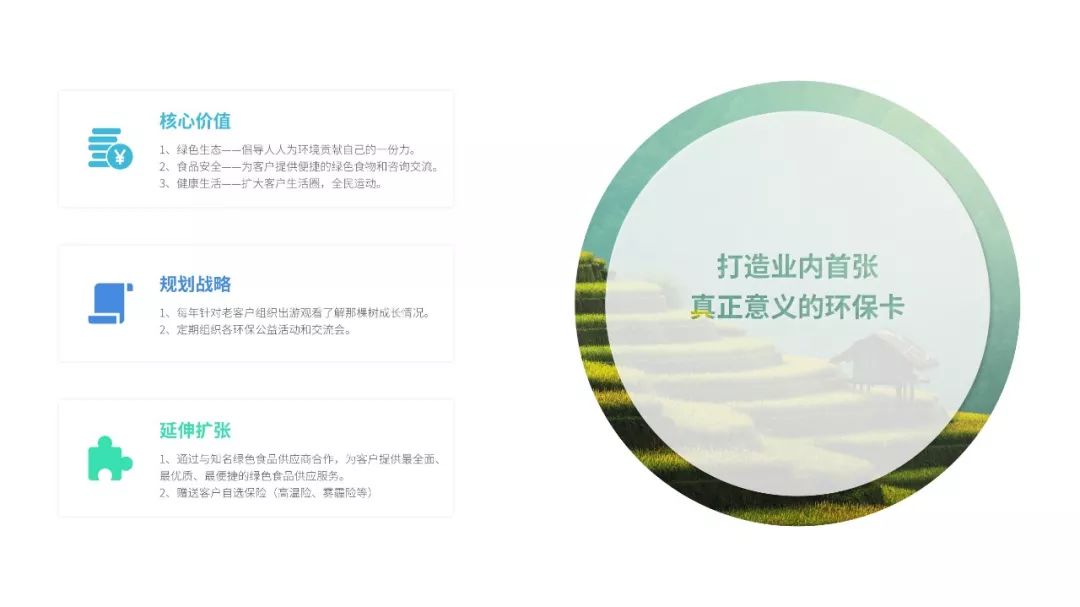 核心价值
1、绿色生态——倡导人人为环境贡献自己的一份力。
2、食品安全——为客户提供便捷的绿色食物和咨询交流。
3、健康生活——扩大客户生活圈，全民运动。
规划战略
1、每年针对老客户组织出游观看了解那棵树成长情况。
2、定期组织各环保公益活动和交流会。
延伸扩张
1、通过与知名绿色食品供应商合作，为客户提供最全面、
最优质、最便捷的绿色食品供应服务。
2、赠送客户自选保险（高温险、雾霾险等）
打造业内首张
真正意义的环保卡
¥